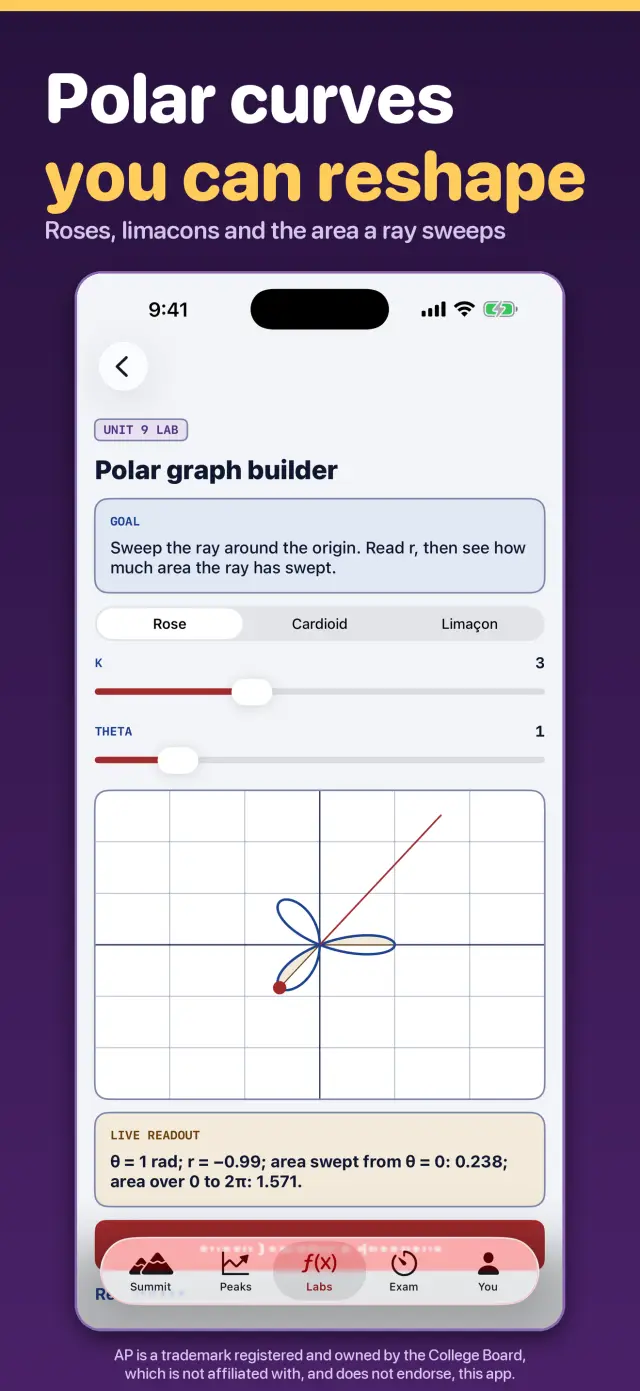 Polar curves
you can reshape
Roses, limacons and the area a ray sweeps
9:41
UNIT 9 LAB
Polar graph builder
GOAL
Sweep the ray around the origin. Read r, then see how
much area the ray has swept.
Rose Cardioid Limaçon
K 3
THETA 1
LIVE READOUT
θ = 1 rad; r = −0.99; area swept from θ = 0: 0.238;
area over 0 to 2π: 1.571.
f(x)
Summit Peaks Labs Exam You
AP is a trademark registered and owned by the College Board,
which is not affiliated with, and does not endorse, this app.